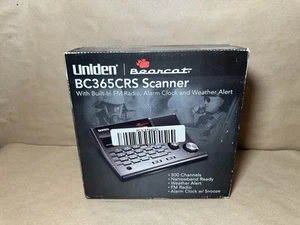 Uniden Bearcat
BC365CRS Scanner
With Built-in FM Radio, Alarm Clock and Weather Alert
• 500 Channels
• Narrowband Ready
• Weather Alert
• FM Radio
• Alarm Clock w/ Snooze